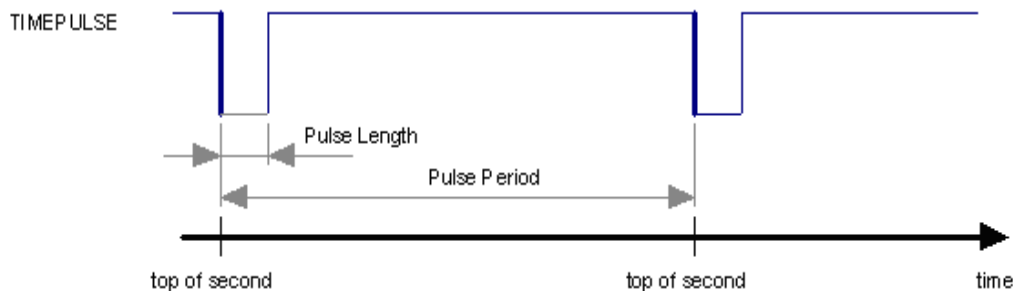 TIMEPULSE
Pulse Length
Pulse Period
top of second
top of second
time